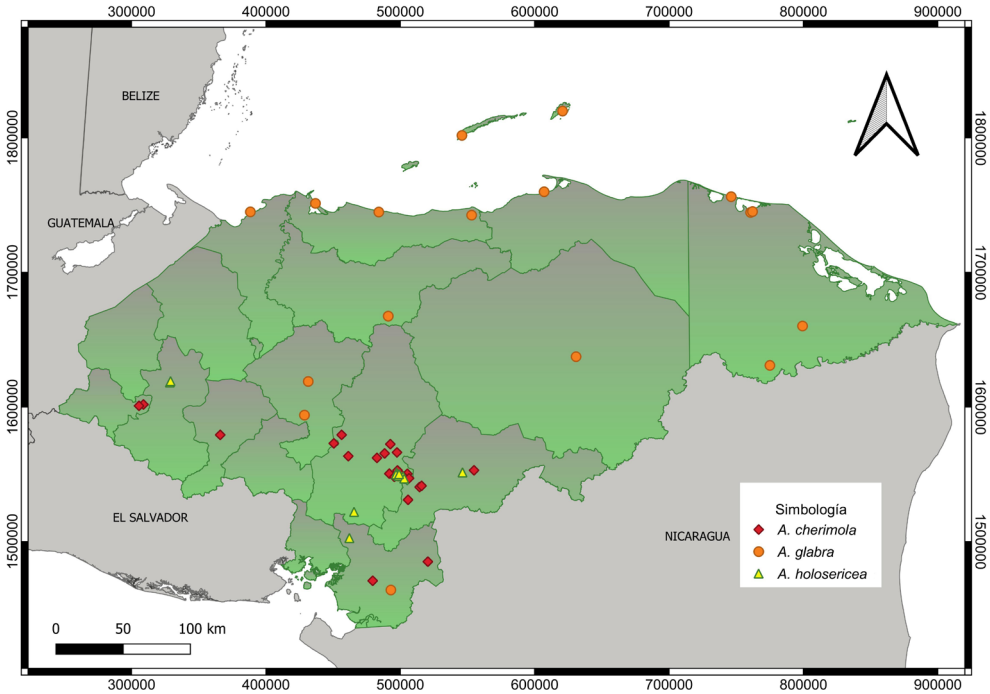 300000 400000 500000 600000 700000 800000 900000
BELIZE
1800000 1800000
GUATEMALA
1700000 1700000
1600000 1600000
EL SALVADOR
NICARAGUA
1500000 1500000
Simbología
A. cherimola
A. glabra
A. holosericea
0 50 100 km
300000 400000 500000 600000 700000 800000 900000